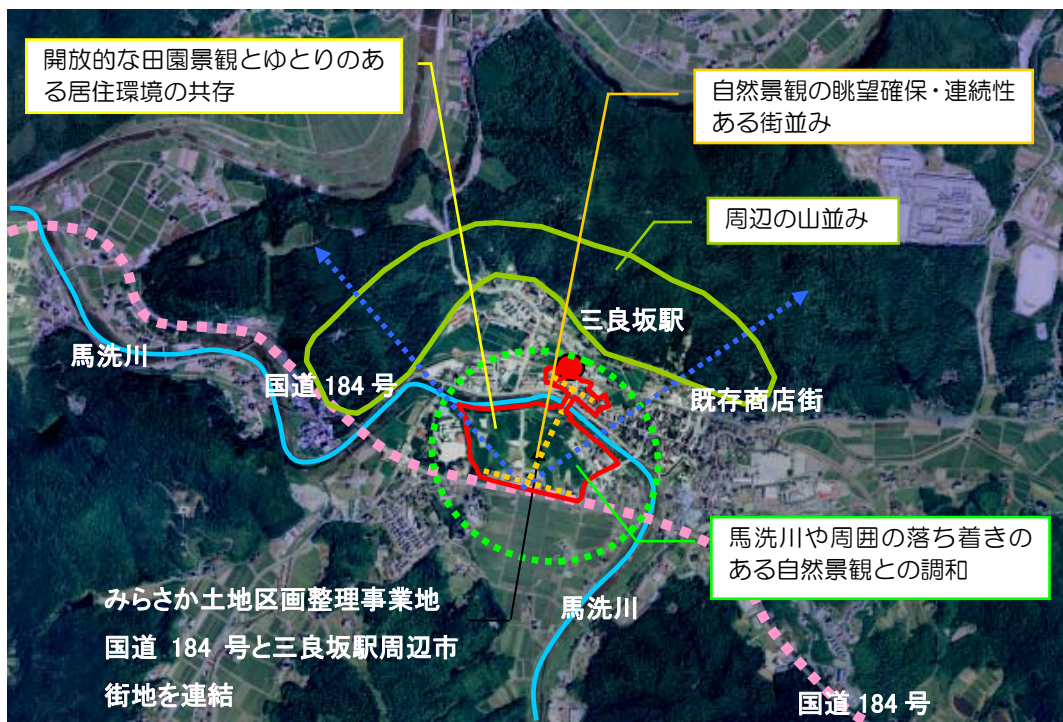 開放的な田園景観とゆとりのあ
る居住環境の共存
自然景観の眺望確保・連続性
ある街並み
周辺の山並み
三良坂駅
馬洗川
国道 184 号
既存商店街
馬洗川や周囲の落ち着きの
ある自然景観との調和
みらさか土地区画整理事業地
国道 184 号と三良坂駅周辺市
街地を連結
馬洗川
国道 184 号